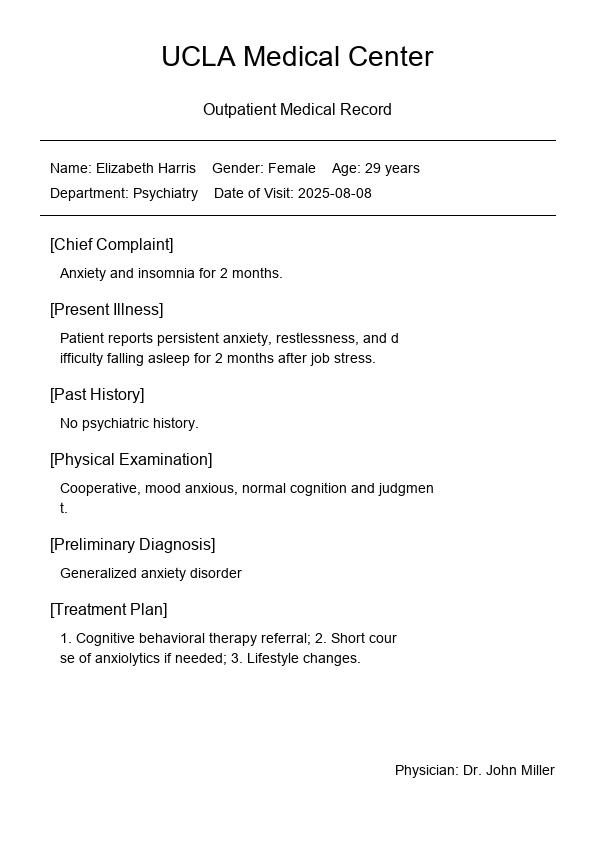 UCLA Medical Center
Outpatient Medical Record
Name: Elizabeth Harris Gender: Female Age: 29 years
Department: Psychiatry Date of Visit: 2025-08-08
[Chief Complaint]
Anxiety and insomnia for 2 months.
[Present Illness]
Patient reports persistent anxiety, restlessness, and d
ifficulty falling asleep for 2 months after job stress.
[Past History]
No psychiatric history.
[Physical Examination]
Cooperative, mood anxious, normal cognition and judgmen
t.
[Preliminary Diagnosis]
Generalized anxiety disorder
[Treatment Plan]
1. Cognitive behavioral therapy referral; 2. Short cour
se of anxiolytics if needed; 3. Lifestyle changes.
Physician: Dr. John Miller